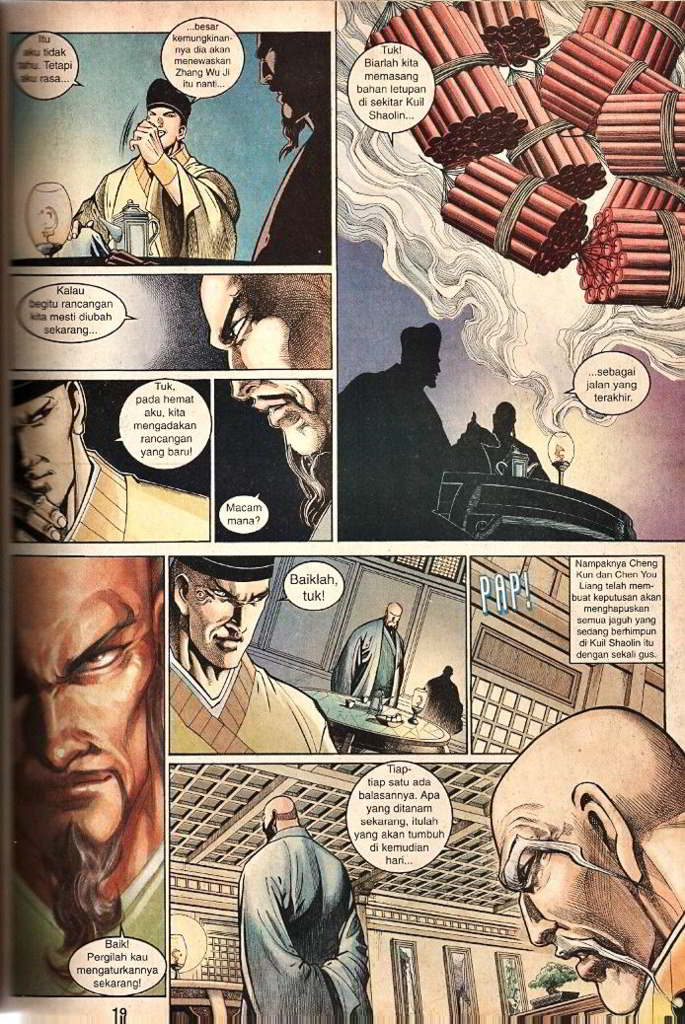 Itu
aku tidak
tahu. Tetapi
aku rasa...
...besar
kemungkinan-
nya dia akan
menewaskan
Zhang Wu Ji
itu nanti...
Kalau
begitu rancangan
kita mesti diubah
sekarang...
Tuk,
pada hemat
aku, kita
mengadakan
rancangan
yang baru!
Macam
mana?
Tuk!
Biarlah kita
memasang
bahan letupan
di sekitar Kuil
Shaolin...
...sebagai
jalan yang
terakhir.
Baik!
Pergilah kau
mengaturkannya
sekarang!
Baiklah,
tuk!
PAP!
Nampaknya Cheng
Kun dan Chen You
Liang telah mem-
buat keputusan akan
menghapuskan
semua jaguh yang
sedang berhimpun
di Kuil Shaolin itu
dengan sekali gus.
Tiap-
tiap satu ada
balasannya. Apa
yang ditanam
sekarang, itulah
yang akan tumbuh
di kemudian
hari...
19